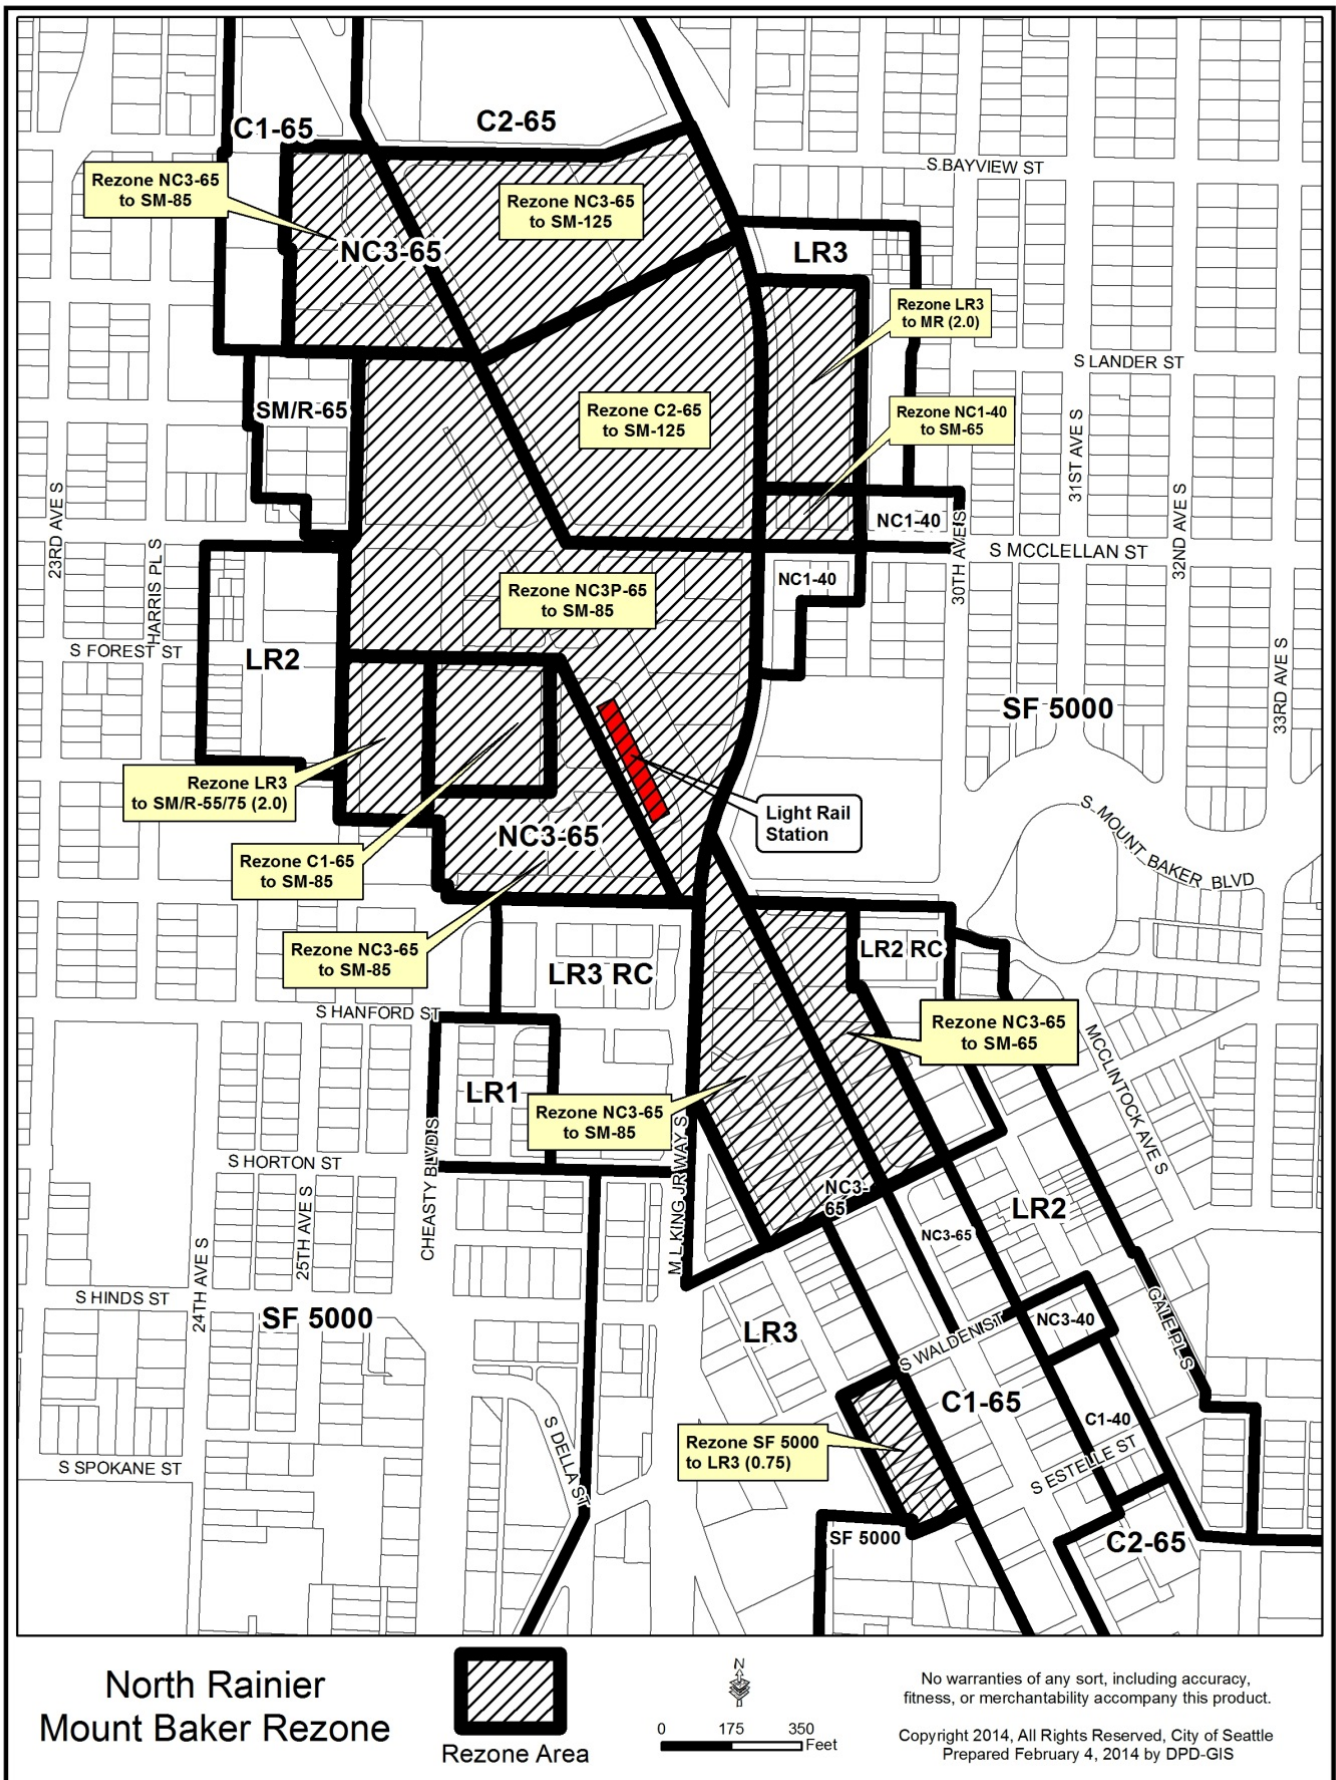 C1-65
C2-65
S BAYVIEW ST
Rezone NC3-65
to SM-85
Rezone NC3-65
to SM-125
NC3-65
LR3
Rezone LR3
to MR (2.0)
S LANDER ST
SM/R-65
Rezone C2-65
to SM-125
Rezone NC1-40
to SM-65
31ST AVE S
23RD AVE S
HARRIS PL S
NC1-40
30TH AVE S
32ND AVE S
S MCCLELLAN ST
Rezone NC3P-65
to SM-85
NC1-40
S FOREST ST
LR2
33RD AVE S
SF 5000
Rezone LR3
to SM/R-55/75 (2.0)
Light Rail
Station
S MOUNT BAKER BLVD
NC3-65
Rezone C1-65
to SM-85
Rezone NC3-65
to SM-85
LR3 RC
LR2 RC
S HANFORD ST
Rezone NC3-65
to SM-65
MCCLINTOCK AVE S
LR1
Rezone NC3-65
to SM-85
S HORTON ST
CHEASTY BLVD S
M L KING JR WAY S
25TH AVE S
24TH AVE S
NC3-
65
NC3-65
LR2
S HINDS ST
SF 5000
LR3
S WALDEN ST
NC3-40
GALE PL S
C1-65
C1-40
Rezone SF 5000
to LR3 (0.75)
S DELLA ST
S ESTELLE ST
S SPOKANE ST
SF 5000
C2-65
North Rainier
Mount Baker Rezone
Rezone Area
N
0 175 350
Feet
No warranties of any sort, including accuracy,
fitness, or merchantability accompany this product.
Copyright 2014, All Rights Reserved, City of Seattle
Prepared February 4, 2014 by DPD-GIS